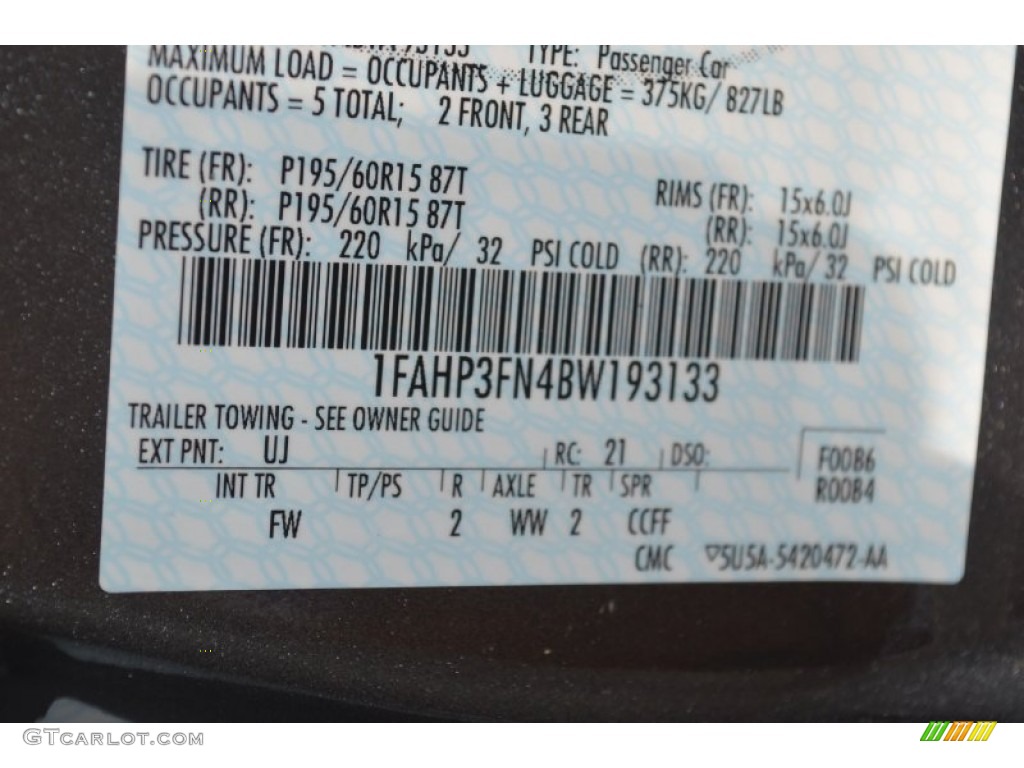 TYPE: Passenger Car
MAXIMUM LOAD = OCCUPANTS + LUGGAGE = 375KG/ 827LB
OCCUPANTS = 5 TOTAL; 2 FRONT, 3 REAR
TIRE (FR): P195/60R15 87T RIMS (FR): 15x6.0J
(RR): P195/60R15 87T (RR): 15x6.0J
PRESSURE (FR): 220 kPa/ 32 PSI COLD (RR): 220 kPa/ 32 PSI COLD
1FAHP3FN4BW193133
TRAILER TOWING - SEE OWNER GUIDE
EXT PNT: UJ RC: 21 DSO: F0086
INT TR TP/PS R AXLE TR SPR R0084
FW 2 WW 2 CCFF
CMC ▽5U5A-5420472-AA
GTCARLOT.COM